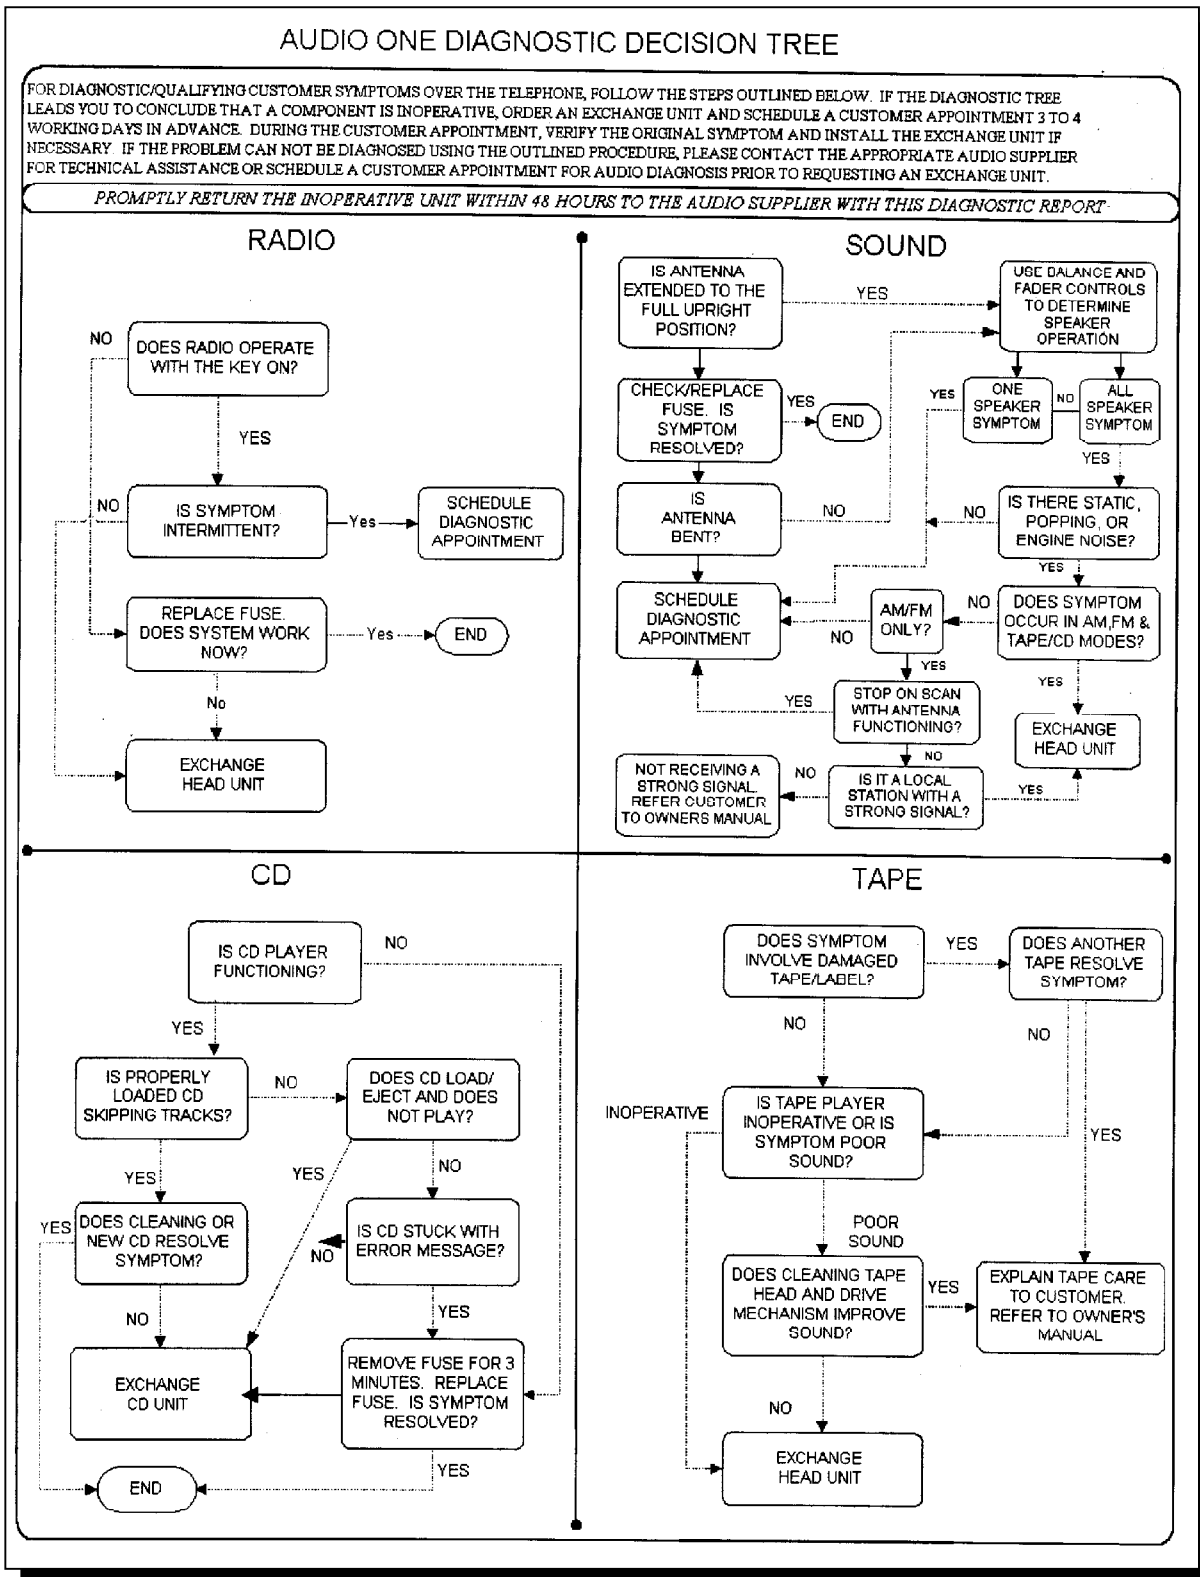 AUDIO ONE DIAGNOSTIC DECISION TREE
FOR DIAGNOSTIC/QUALIFYING CUSTOMER SYMPTOMS OVER THE TELEPHONE, FOLLOW THE STEPS OUTLINED BELOW. IF THE DIAGNOSTIC TREE
LEADS YOU TO CONCLUDE THAT A COMPONENT IS INOPERATIVE, ORDER AN EXCHANGE UNIT AND SCHEDULE A CUSTOMER APPOINTMENT 3 TO 4
WORKING DAYS IN ADVANCE. DURING THE CUSTOMER APPOINTMENT, VERIFY THE ORIGINAL SYMPTOM AND INSTALL THE EXCHANGE UNIT IF
NECESSARY. IF THE PROBLEM CAN NOT BE DIAGNOSED USING THE OUTLINED PROCEDURE, PLEASE CONTACT THE APPROPRIATE AUDIO SUPPLIER
FOR TECHNICAL ASSISTANCE OR SCHEDULE A CUSTOMER APPOINTMENT FOR AUDIO DIAGNOSIS PRIOR TO REQUESTING AN EXCHANGE UNIT.
PROMPTLY RETURN THE INOPERATIVE UNIT WITHIN 48 HOURS TO THE AUDIO SUPPLIER WITH THIS DIAGNOSTIC REPORT
RADIO
NO
DOES RADIO OPERATE
WITH THE KEY ON?
YES
NO
IS SYMPTOM
INTERMITTENT?
Yes
SCHEDULE
DIAGNOSTIC
APPOINTMENT
REPLACE FUSE.
DOES SYSTEM WORK
NOW?
Yes
END
No
EXCHANGE
HEAD UNIT
SOUND
IS ANTENNA
EXTENDED TO THE
FULL UPRIGHT
POSITION?
YES
USE BALANCE AND
FADER CONTROLS
TO DETERMINE
SPEAKER
OPERATION
CHECK/REPLACE
FUSE. IS
SYMPTOM
RESOLVED?
YES
END
YES
ONE
SPEAKER
SYMPTOM
NO
ALL
SPEAKER
SYMPTOM
YES
IS
ANTENNA
BENT?
NO
NO
IS THERE STATIC,
POPPING, OR
ENGINE NOISE?
YES
SCHEDULE
DIAGNOSTIC
APPOINTMENT
NO
AM/FM
ONLY?
NO
DOES SYMPTOM
OCCUR IN AM,FM &
TAPE/CD MODES?
YES
YES
YES
STOP ON SCAN
WITH ANTENNA
FUNCTIONING?
EXCHANGE
HEAD UNIT
NO
NOT RECEIVING A
STRONG SIGNAL.
REFER CUSTOMER
TO OWNERS MANUAL
NO
IS IT A LOCAL
STATION WITH A
STRONG SIGNAL?
YES
CD
IS CD PLAYER
FUNCTIONING?
NO
YES
IS PROPERLY
LOADED CD
SKIPPING TRACKS?
NO
DOES CD LOAD/
EJECT AND DOES
NOT PLAY?
YES
YES
NO
YES
DOES CLEANING OR
NEW CD RESOLVE
SYMPTOM?
NO
IS CD STUCK WITH
ERROR MESSAGE?
NO
YES
EXCHANGE
CD UNIT
REMOVE FUSE FOR 3
MINUTES. REPLACE
FUSE. IS SYMPTOM
RESOLVED?
YES
END
TAPE
DOES SYMPTOM
INVOLVE DAMAGED
TAPE/LABEL?
YES
DOES ANOTHER
TAPE RESOLVE
SYMPTOM?
NO
NO
INOPERATIVE
IS TAPE PLAYER
INOPERATIVE OR IS
SYMPTOM POOR
SOUND?
YES
POOR
SOUND
DOES CLEANING TAPE
HEAD AND DRIVE
MECHANISM IMPROVE
SOUND?
YES
EXPLAIN TAPE CARE
TO CUSTOMER.
REFER TO OWNER'S
MANUAL
NO
EXCHANGE
HEAD UNIT